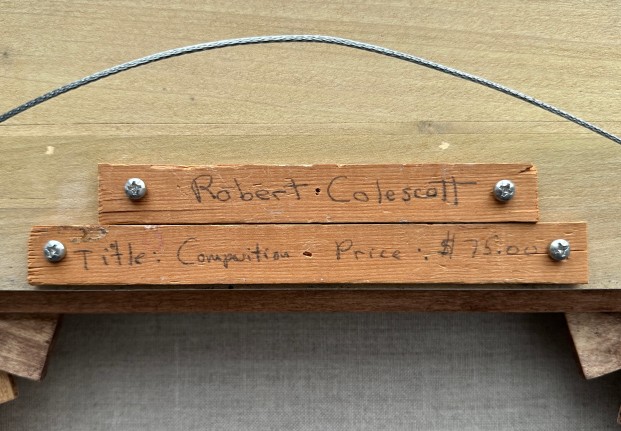 Robert Colescott
Title: Composition Price: $75.00